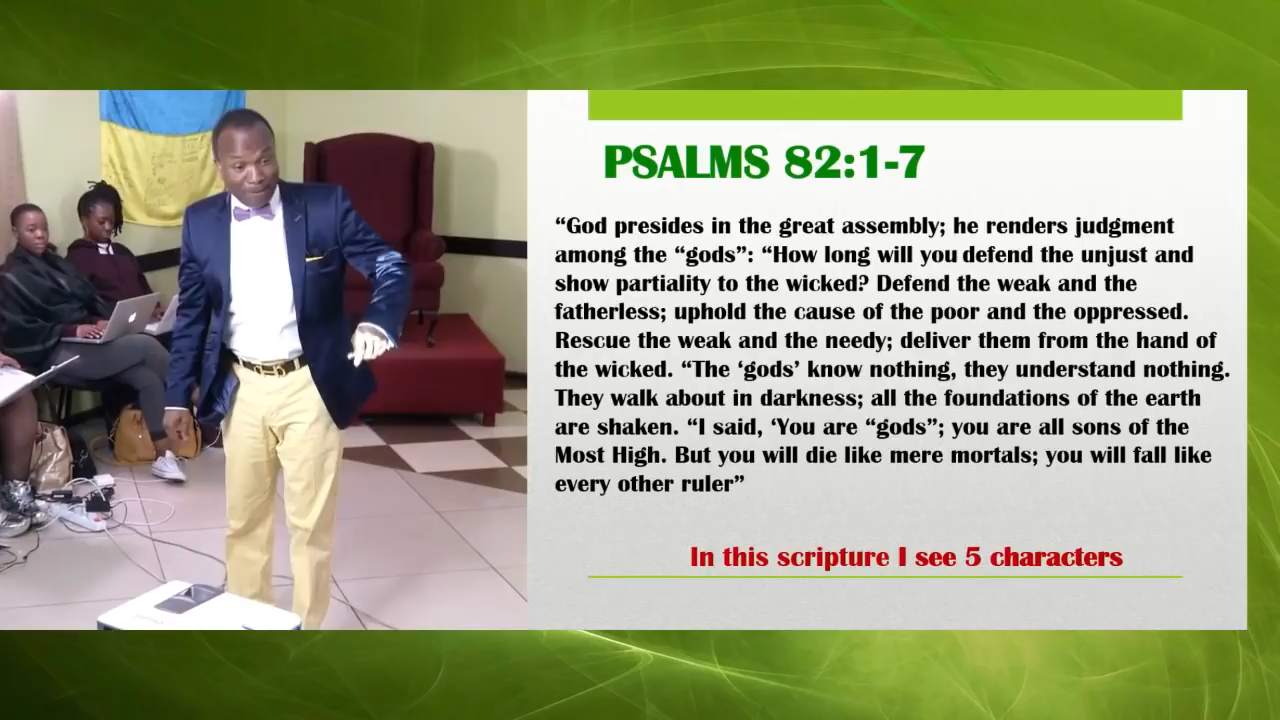 PSALMS 82:1-7
“God presides in the great assembly; he renders judgment
among the “gods”: “How long will you defend the unjust and
show partiality to the wicked? Defend the weak and the
fatherless; uphold the cause of the poor and the oppressed.
Rescue the weak and the needy; deliver them from the hand of
the wicked. “The ‘gods’ know nothing, they understand nothing.
They walk about in darkness; all the foundations of the earth
are shaken. “I said, ‘You are “gods”; you are all sons of the
Most High. But you will die like mere mortals; you will fall like
every other ruler”
In this scripture I see 5 characters